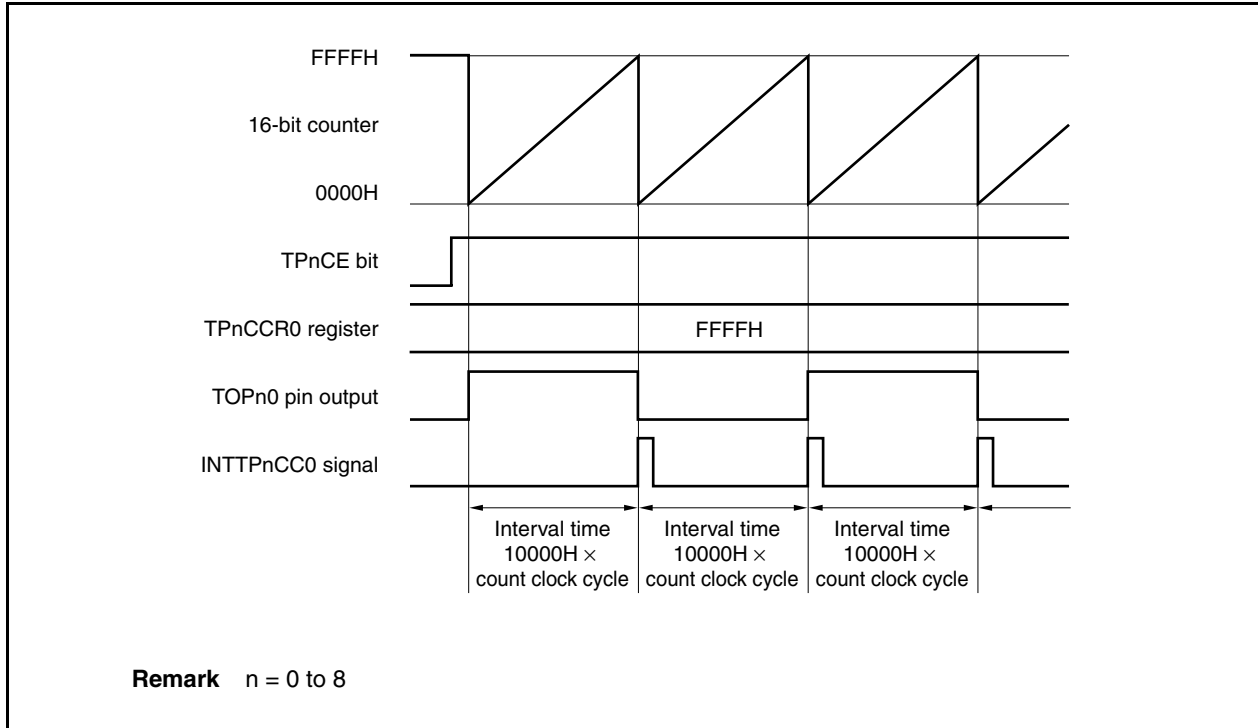 FFFFH
16-bit counter
0000H
TPnCE bit
TPnCCR0 register
FFFFH
TOPn0 pin output
INTTPnCC0 signal
Interval time
10000H ×
count clock cycle
Interval time
10000H ×
count clock cycle
Interval time
10000H ×
count clock cycle
Remark n = 0 to 8